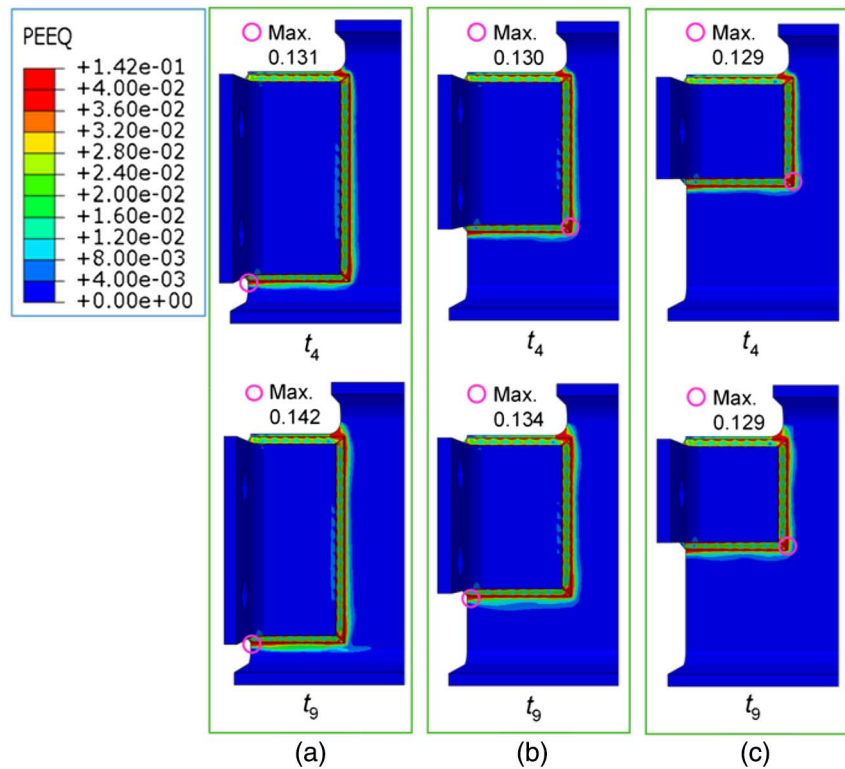 PEEQ
+1.42e-01
+4.00e-02
+3.60e-02
+3.20e-02
+2.80e-02
+2.40e-02
+2.00e-02
+1.60e-02
+1.20e-02
+8.00e-03
+4.00e-03
+0.00e+00
Max.
0.131
t4
Max.
0.142
t9
(a)
Max.
0.130
t4
Max.
0.134
t9
(b)
Max.
0.129
t4
Max.
0.129
t9
(c)